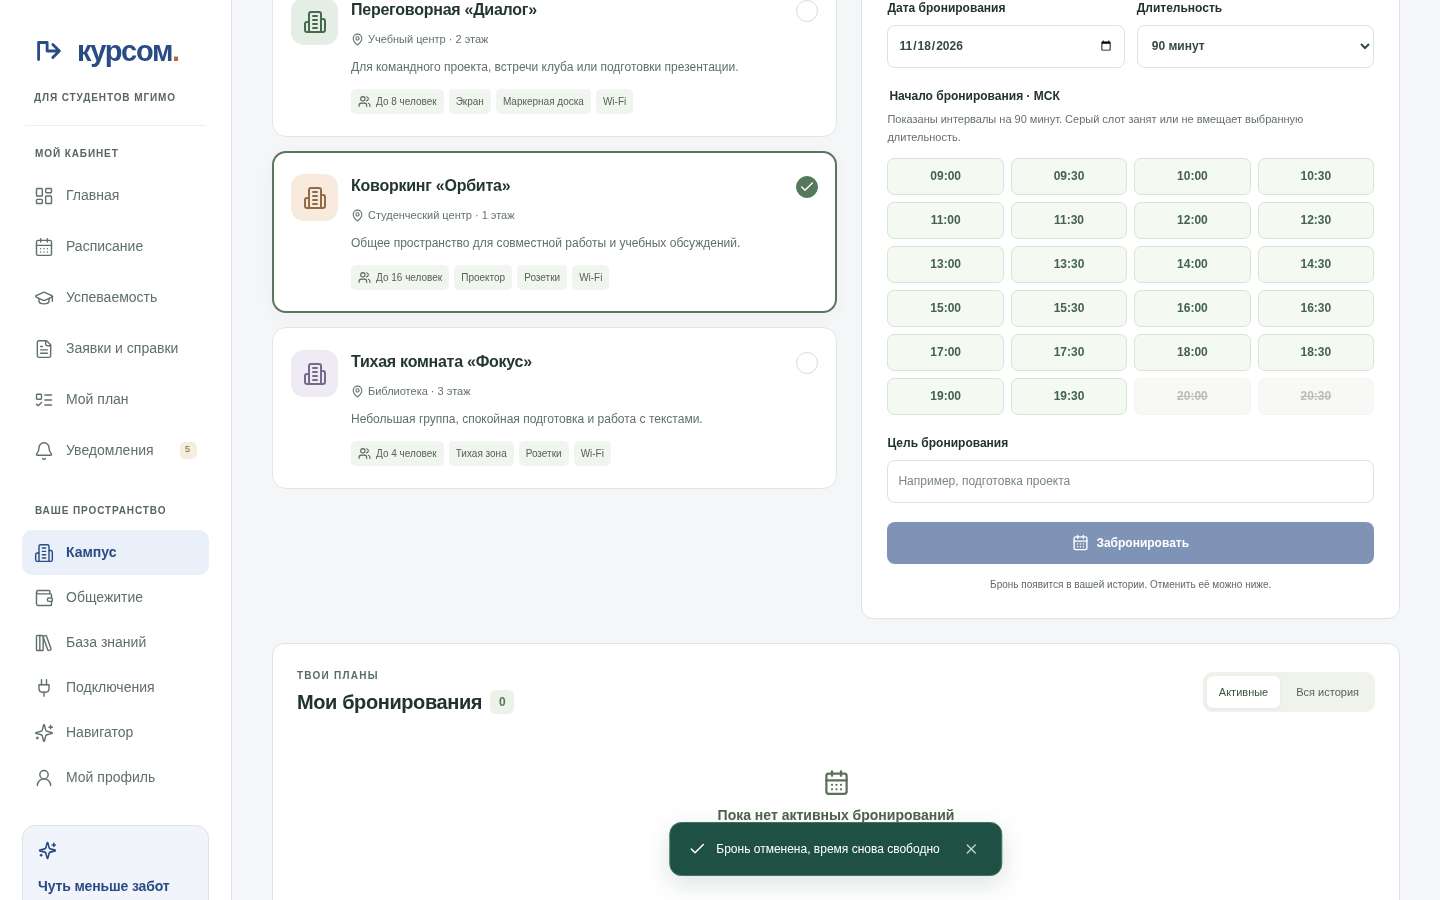 курсом.
ДЛЯ СТУДЕНТОВ МГИМО
МОЙ КАБИНЕТ
Главная
Расписание
Успеваемость
Заявки и справки
Мой план
Уведомления 5
ВАШЕ ПРОСТРАНСТВО
Кампус
Общежитие
База знаний
Подключения
Навигатор
Мой профиль
Чуть меньше забот
Переговорная «Диалог»
Учебный центр · 2 этаж
Для командного проекта, встречи клуба или подготовки презентации.
До 8 человек Экран Маркерная доска Wi-Fi
Коворкинг «Орбита»
Студенческий центр · 1 этаж
Общее пространство для совместной работы и учебных обсуждений.
До 16 человек Проектор Розетки Wi-Fi
Тихая комната «Фокус»
Библиотека · 3 этаж
Небольшая группа, спокойная подготовка и работа с текстами.
До 4 человек Тихая зона Розетки Wi-Fi
Дата бронирования Длительность
11/18/2026 90 минут
Начало бронирования · МСК
Показаны интервалы на 90 минут. Серый слот занят или не вмещает выбранную
длительность.
09:00 09:30 10:00 10:30
11:00 11:30 12:00 12:30
13:00 13:30 14:00 14:30
15:00 15:30 16:00 16:30
17:00 17:30 18:00 18:30
19:00 19:30 20:00 20:30
Цель бронирования
Например, подготовка проекта
Забронировать
Бронь появится в вашей истории. Отменить её можно ниже.
ТВОИ ПЛАНЫ
Мои бронирования 0
Активные Вся история
Пока нет активных бронирований
Бронь отменена, время снова свободно